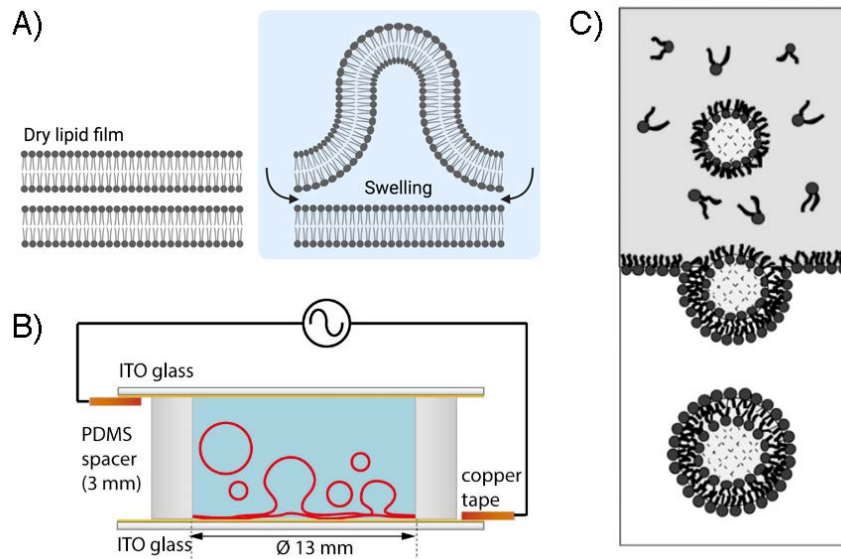 A)
Dry lipid film
Swelling
B)
ITO glass
PDMS
spacer
(3 mm)
copper
tape
ITO glass
Ø 13 mm
C)